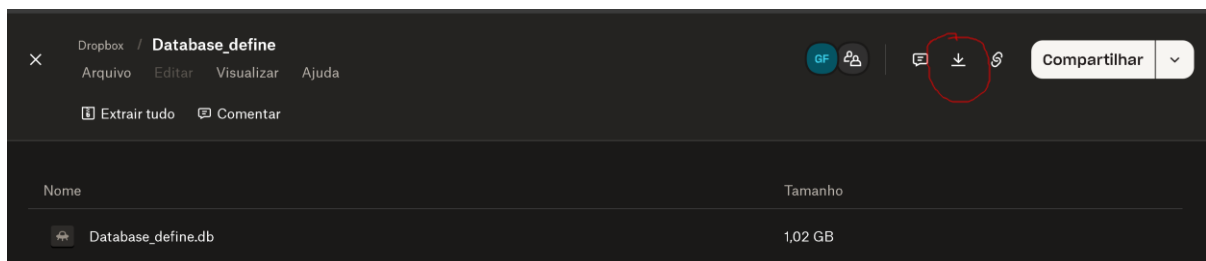 Dropbox / Database_define
Arquivo Editar Visualizar Ajuda
GF
Compartilhar
Extrair tudo Comentar
Nome Tamanho
Database_define.db 1,02 GB